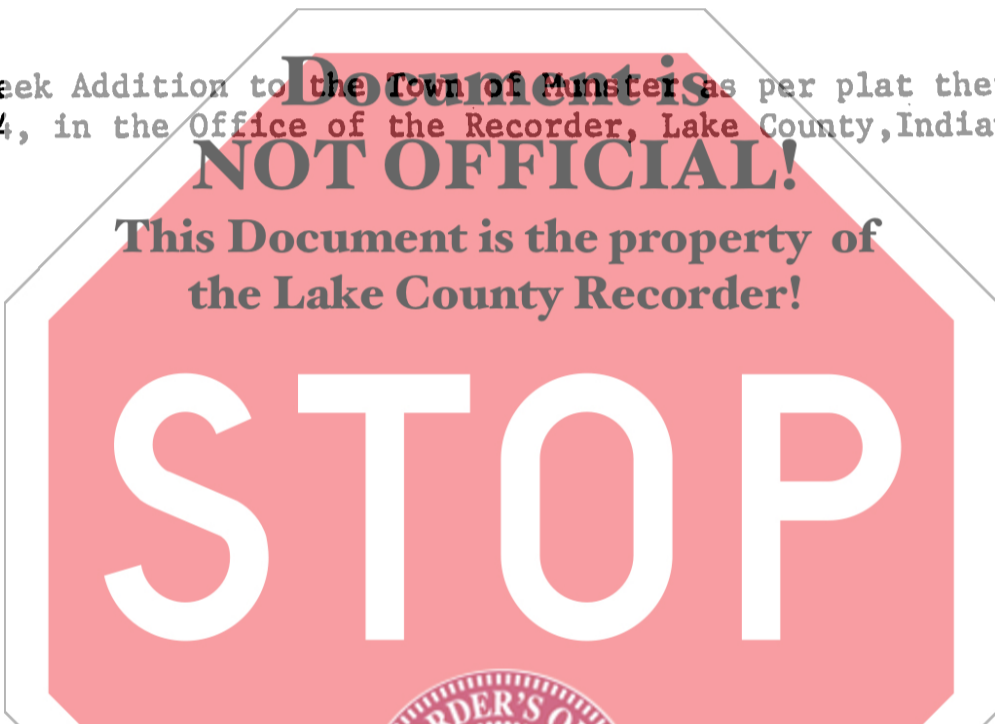 eek Addition to the Town of Munster as per plat the
4, in the Office of the Recorder, Lake County,India
Document is
NOT OFFICIAL!
This Document is the property of
the Lake County Recorder!
STOP
RDER'S O